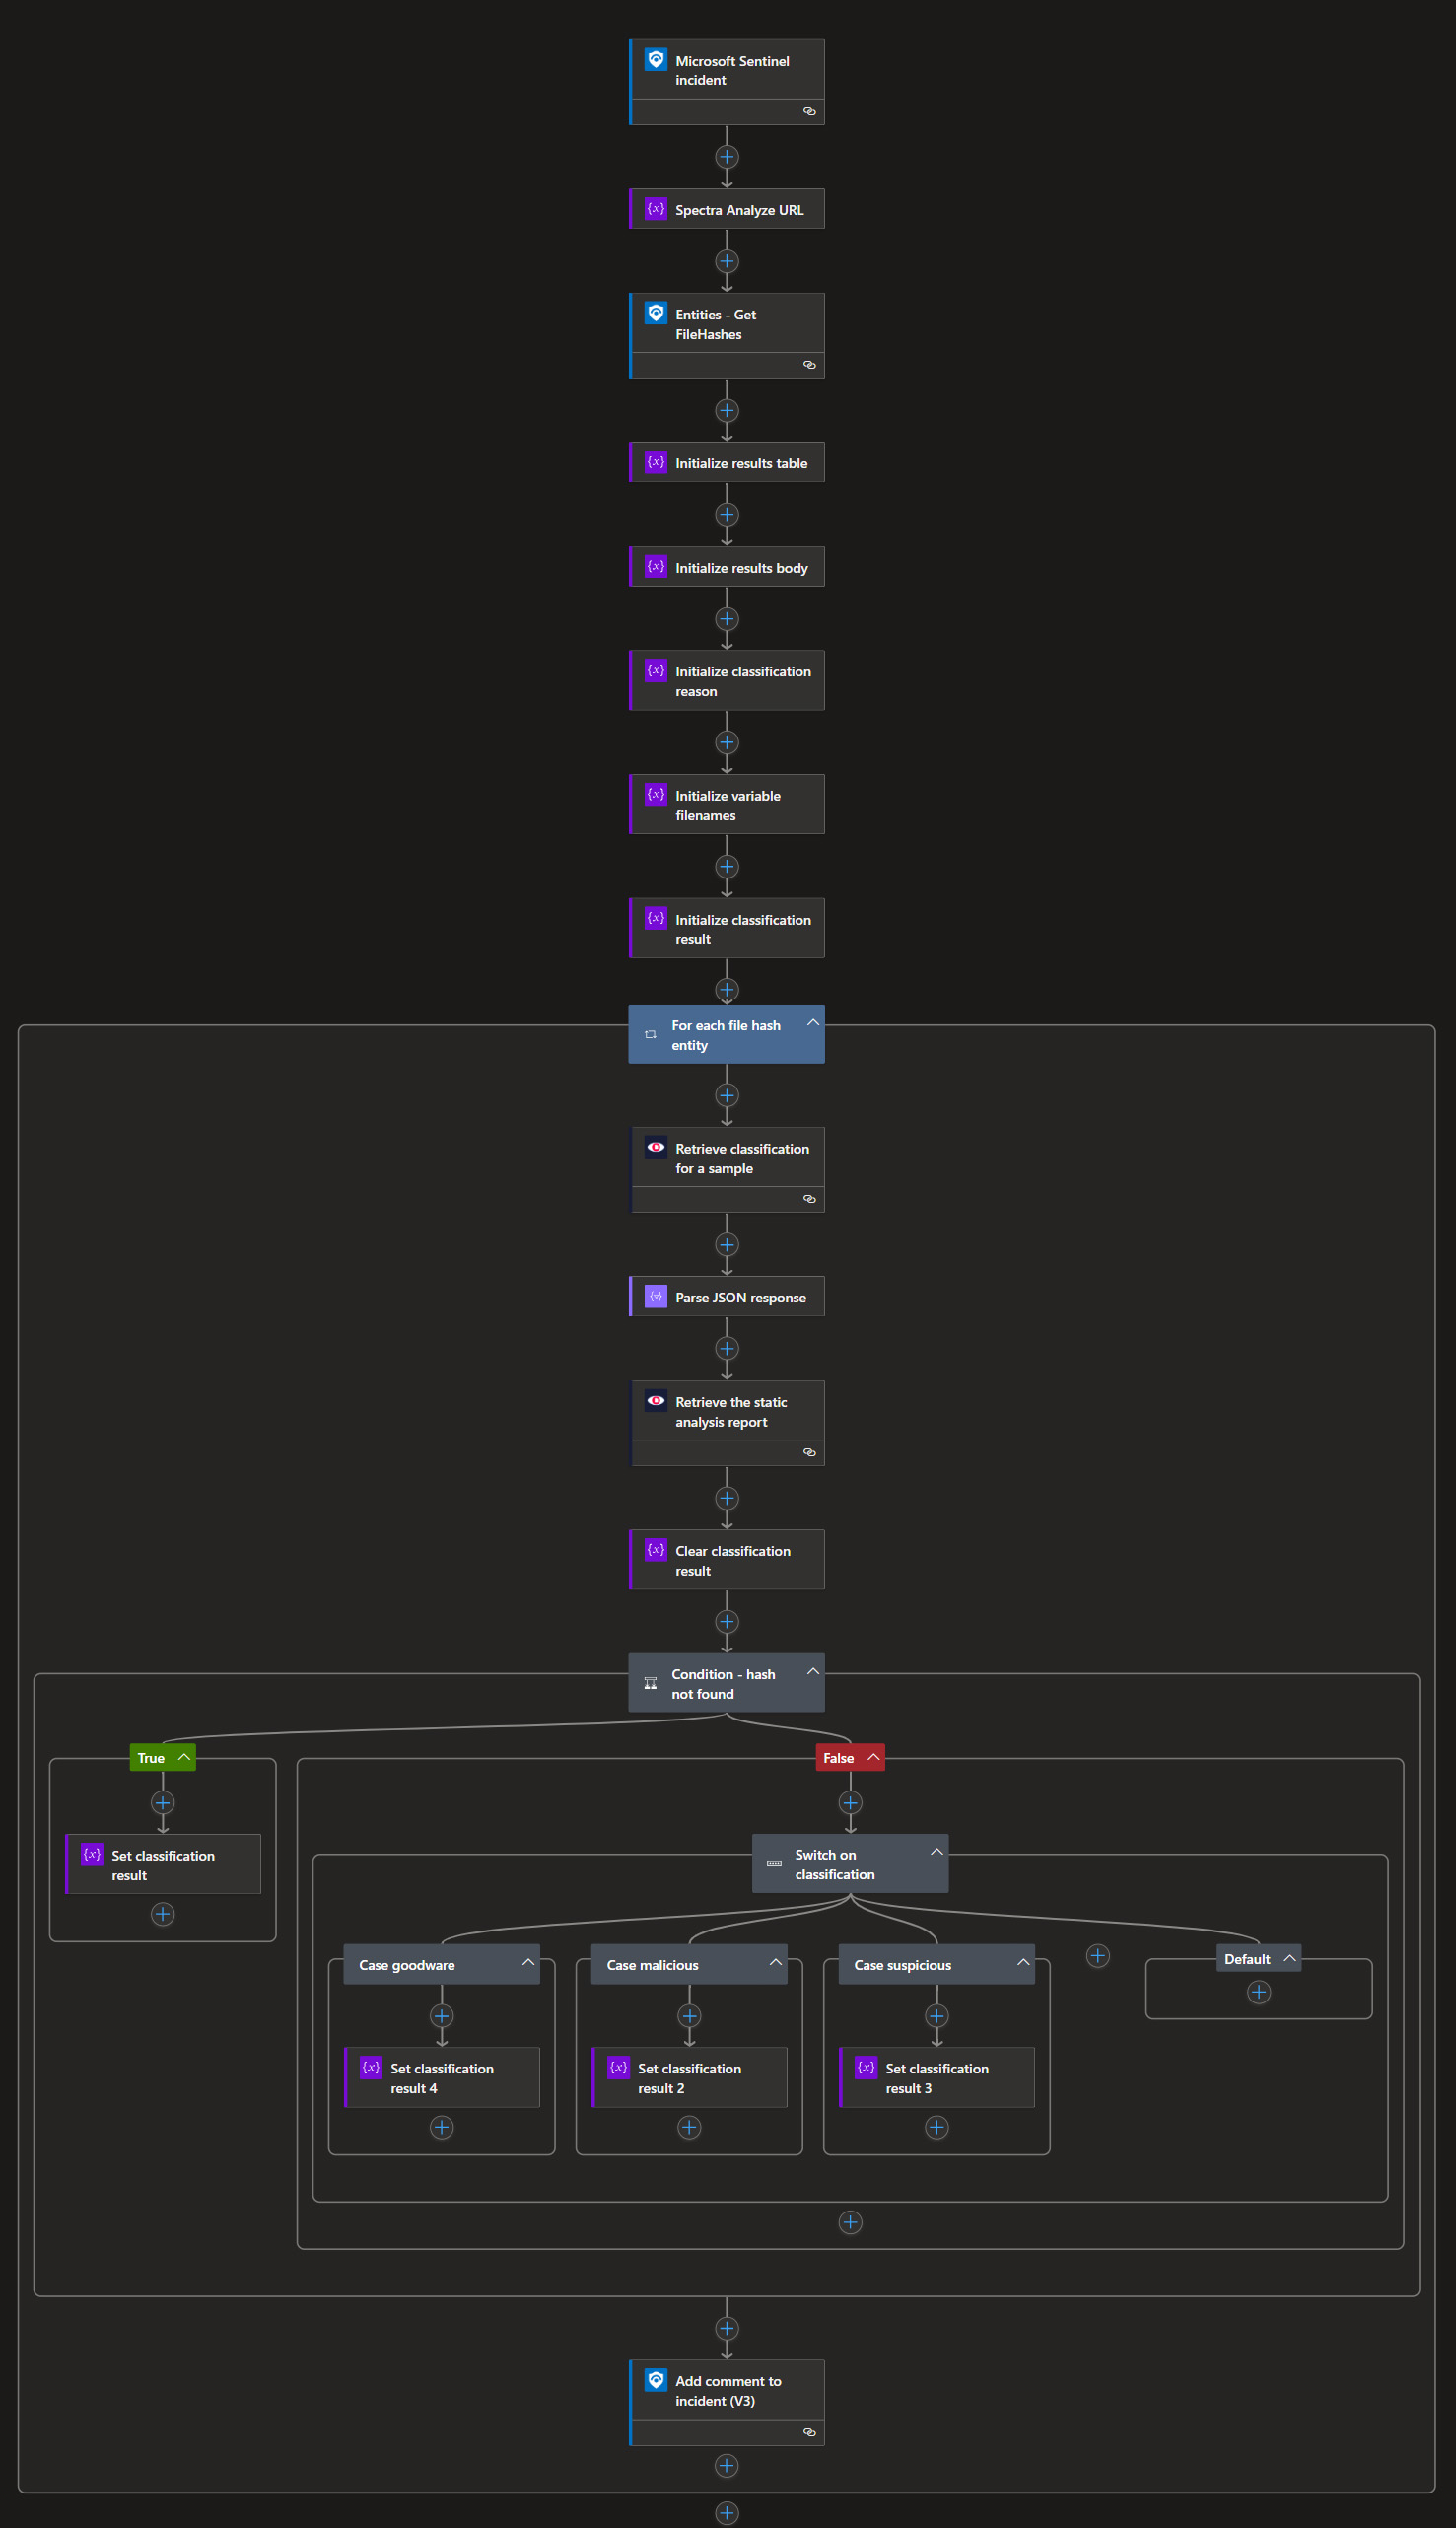 Microsoft Sentinel
incident
Spectra Analyze URL
Entities - Get
FileHashes
Initialize results table
Initialize results body
Initialize classification
reason
Initialize variable
filenames
Initialize classification
result
For each file hash
entity
Retrieve classification
for a sample
Parse JSON response
Retrieve the static
analysis report
Clear classification
result
Condition - hash
not found
True
False
Set classification
result
Switch on
classification
Case goodware
Case malicious
Case suspicious
Default
Set classification
result 4
Set classification
result 2
Set classification
result 3
Add comment to
incident (V3)